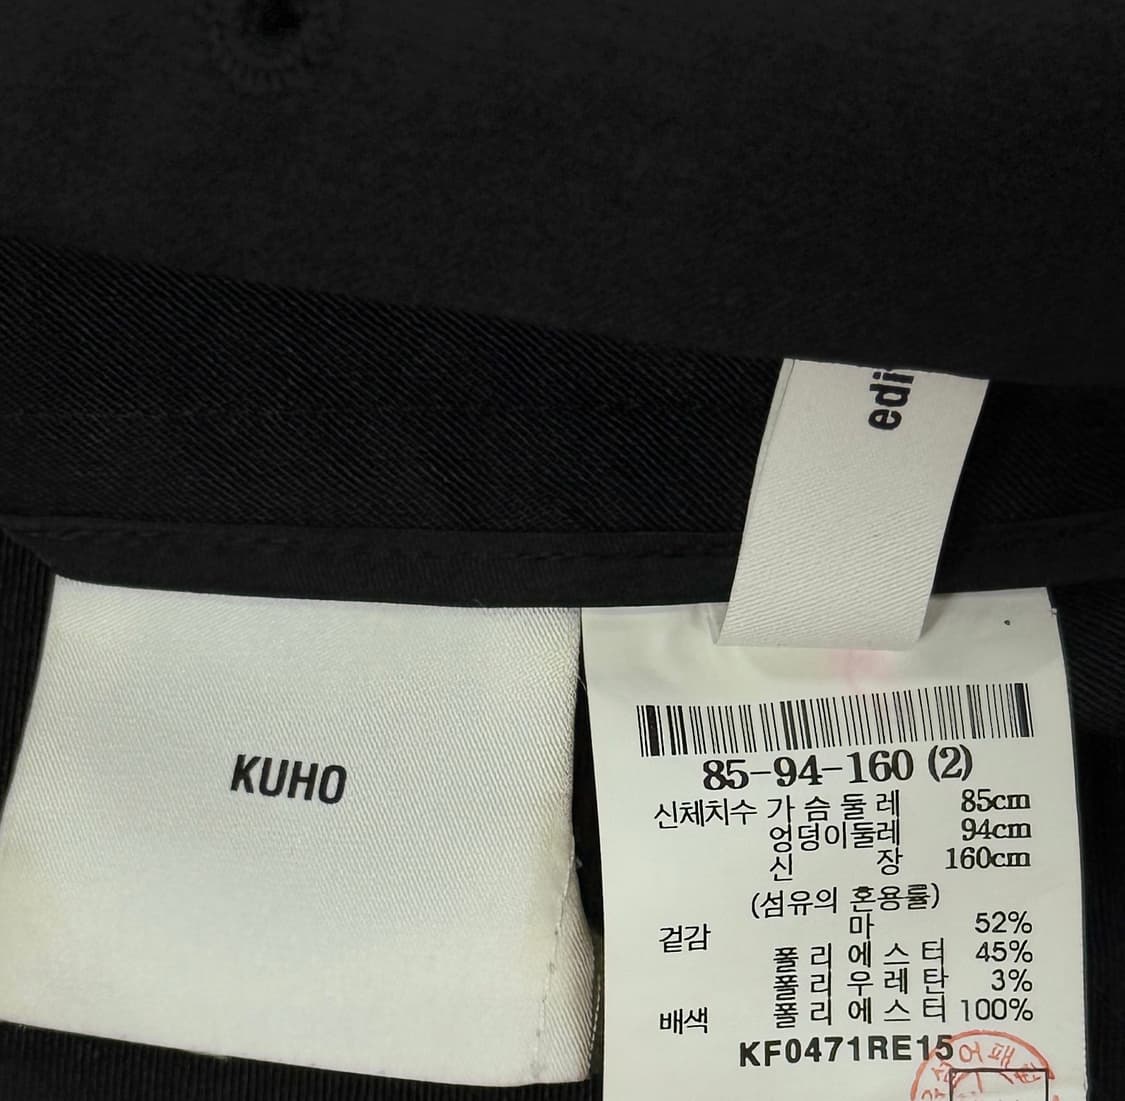 edi
KUHO
85-94-160 (2)
신체치수 가슴둘레 85cm
엉덩이둘레 94cm
신장 160cm
(섬유의 혼용률)
겉감 마 52%
폴리에스터 45%
폴리우레탄 3%
배색 폴리에스터 100%
KF0471RE15